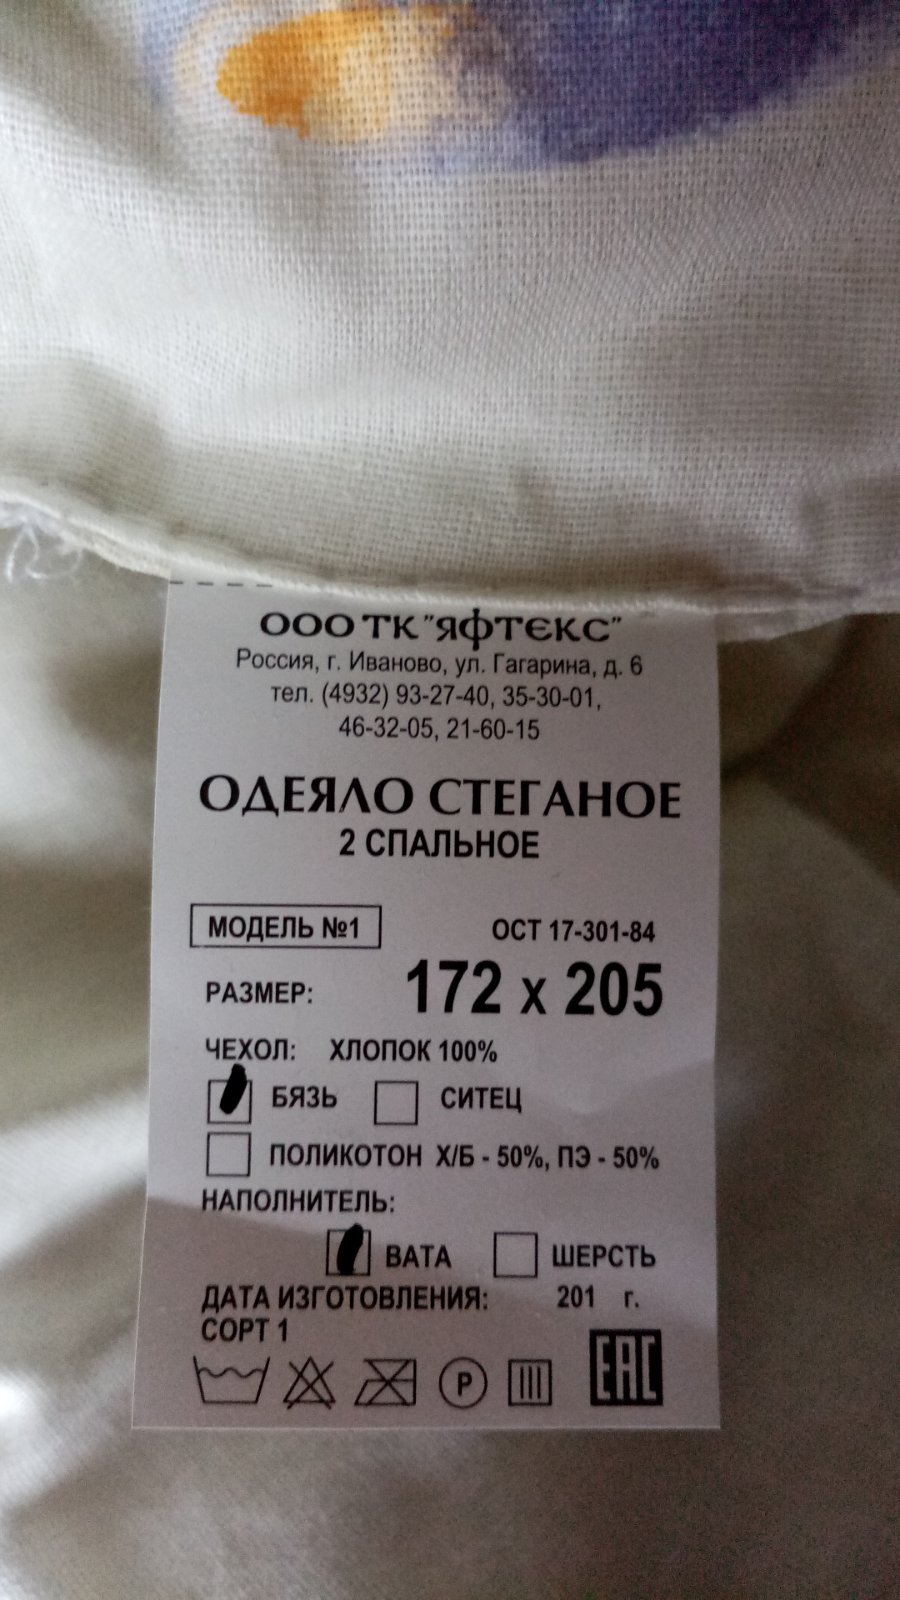 ООО ТК "ЯФТЕКС"
Россия, г. Иваново, ул. Гагарина, д. 6
тел. (4932) 93-27-40, 35-30-01,
46-32-05, 21-60-15
ОДЕЯЛО СТЕГАНОЕ
2 СПАЛЬНОЕ
МОДЕЛЬ №1 ОСТ 17-301-84
РАЗМЕР: 172 х 205
ЧЕХОЛ: ХЛОПОК 100%
БЯЗЬ СИТЕЦ
ПОЛИКОТОН Х/Б - 50%, ПЭ - 50%
НАПОЛНИТЕЛЬ:
ВАТА ШЕРСТЬ
ДАТА ИЗГОТОВЛЕНИЯ: 201 г.
СОРТ 1
P EAC